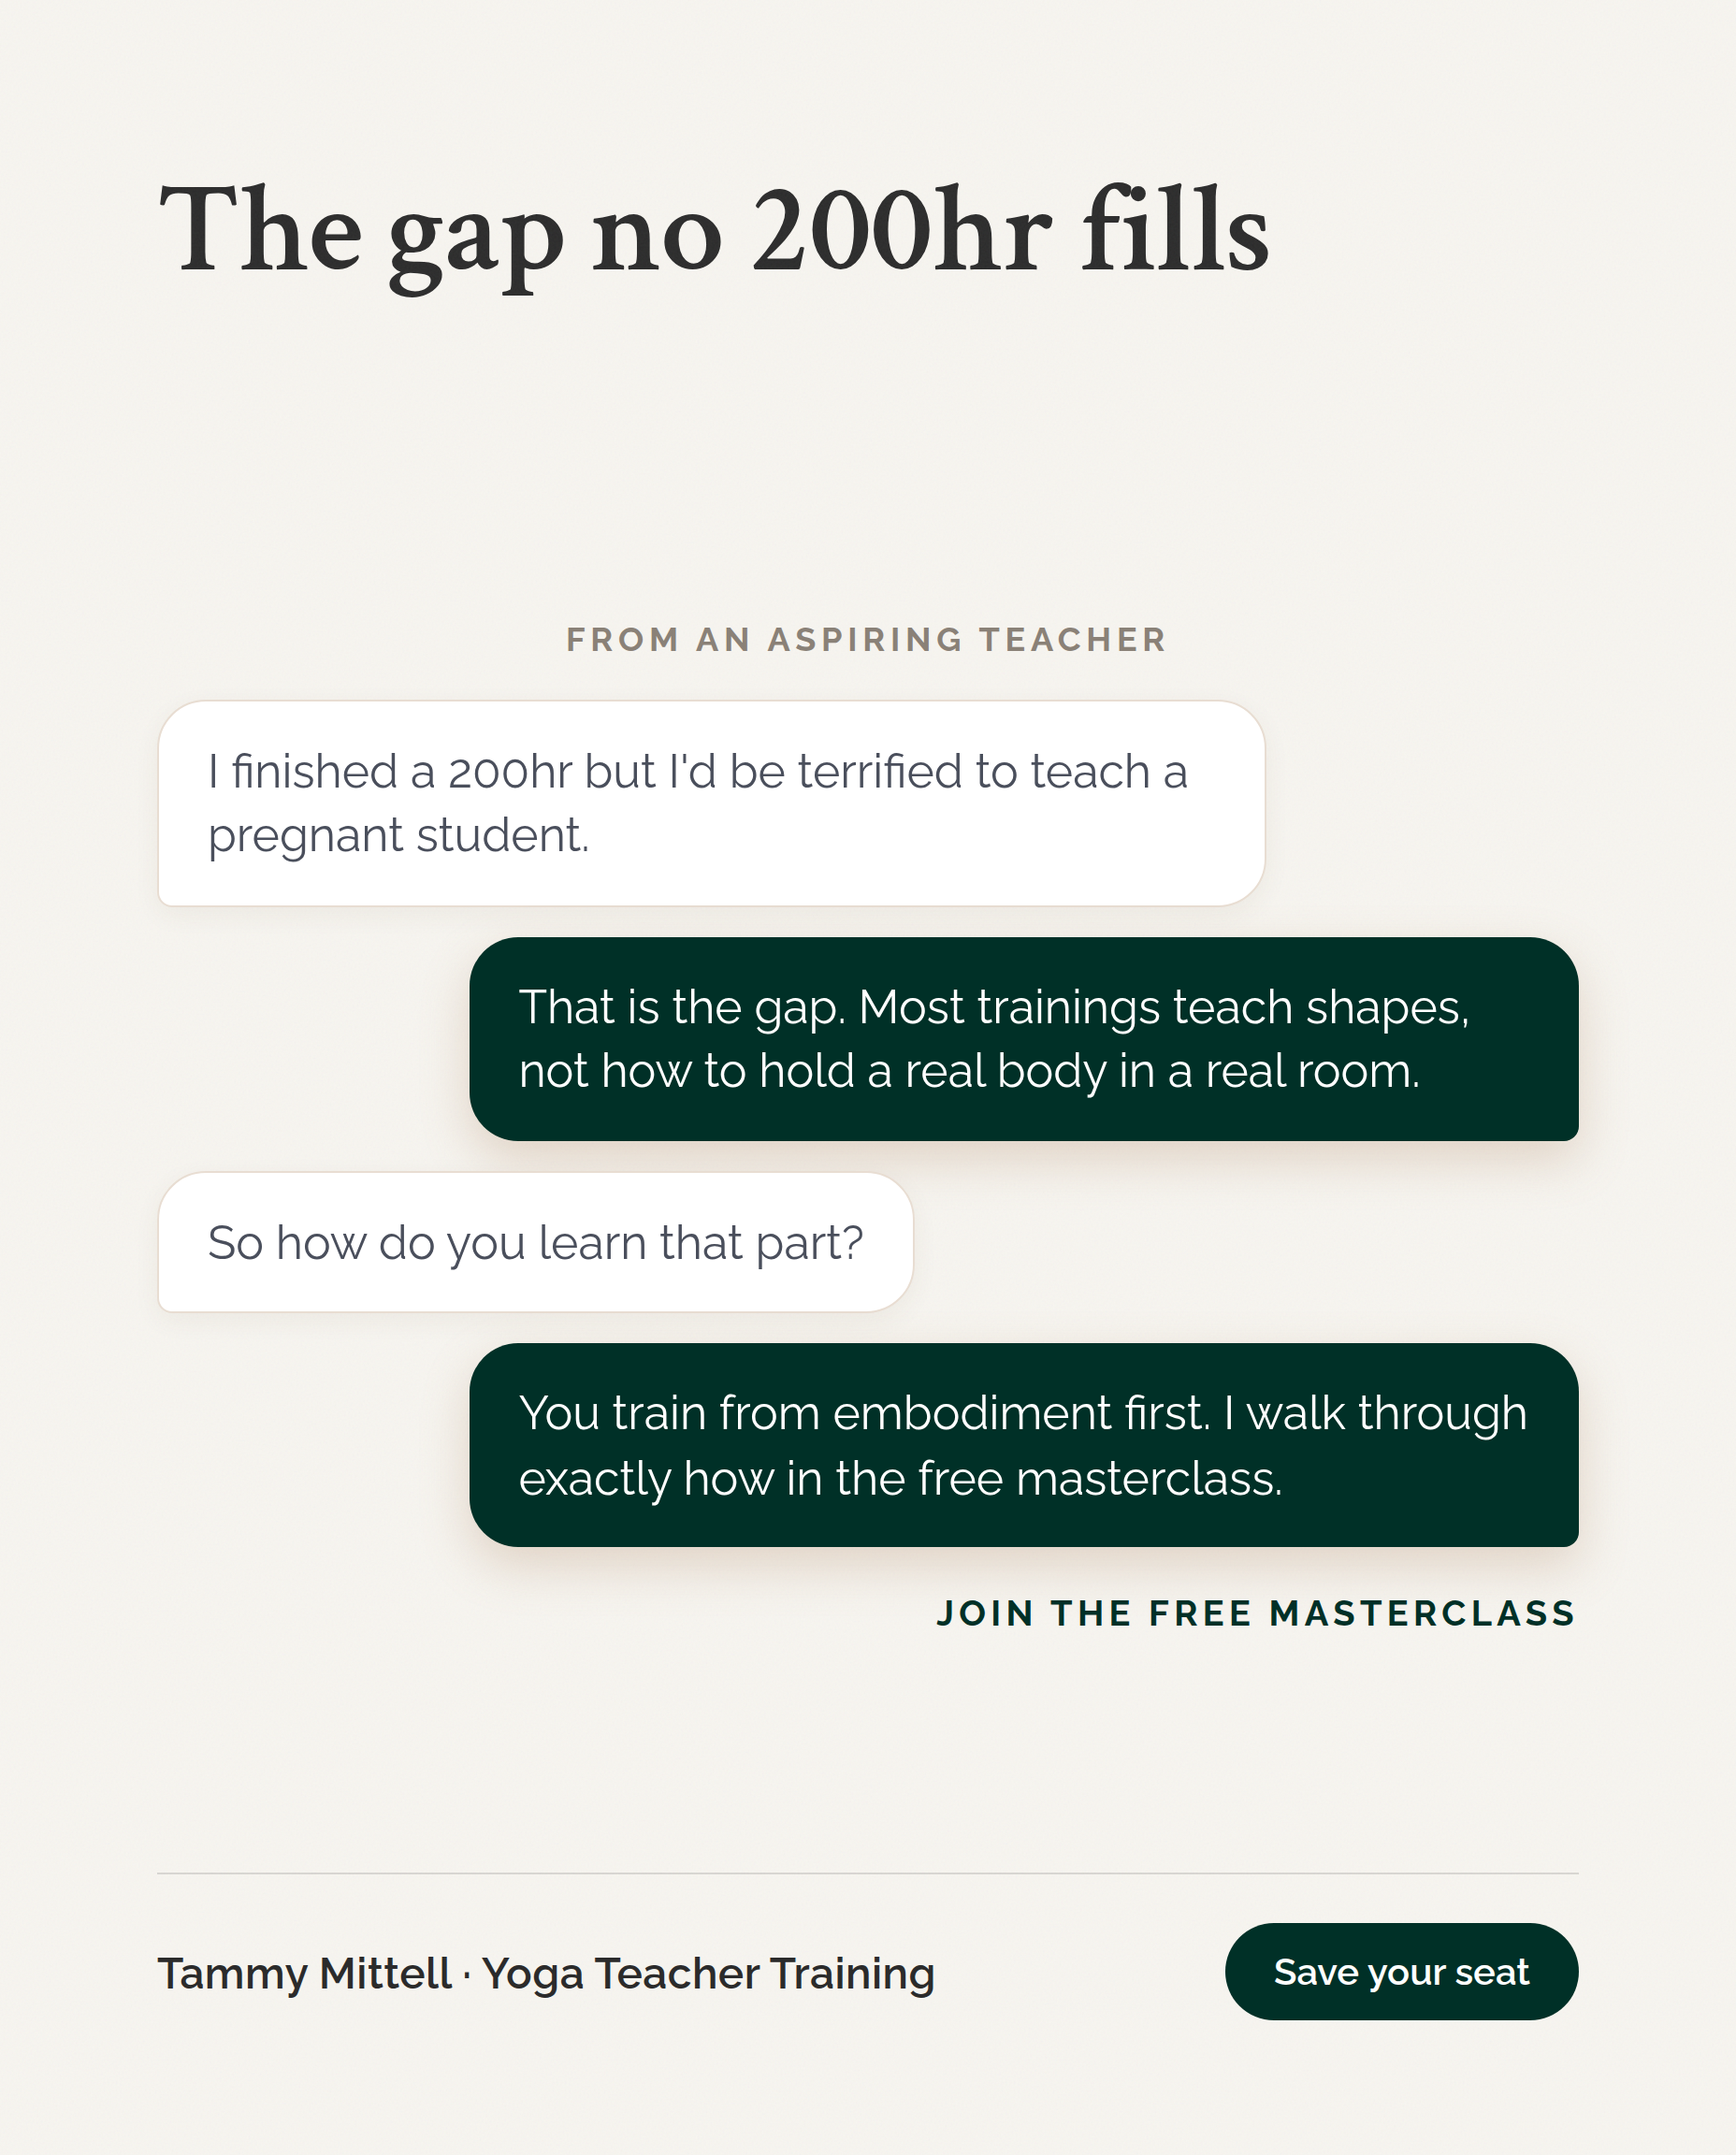 The gap no 200hr fills
FROM AN ASPIRING TEACHER
I finished a 200hr but I'd be terrified to teach a
pregnant student.
That is the gap. Most trainings teach shapes,
not how to hold a real body in a real room.
So how do you learn that part?
You train from embodiment first. I walk through
exactly how in the free masterclass.
JOIN THE FREE MASTERCLASS
Tammy Mittell · Yoga Teacher Training
Save your seat